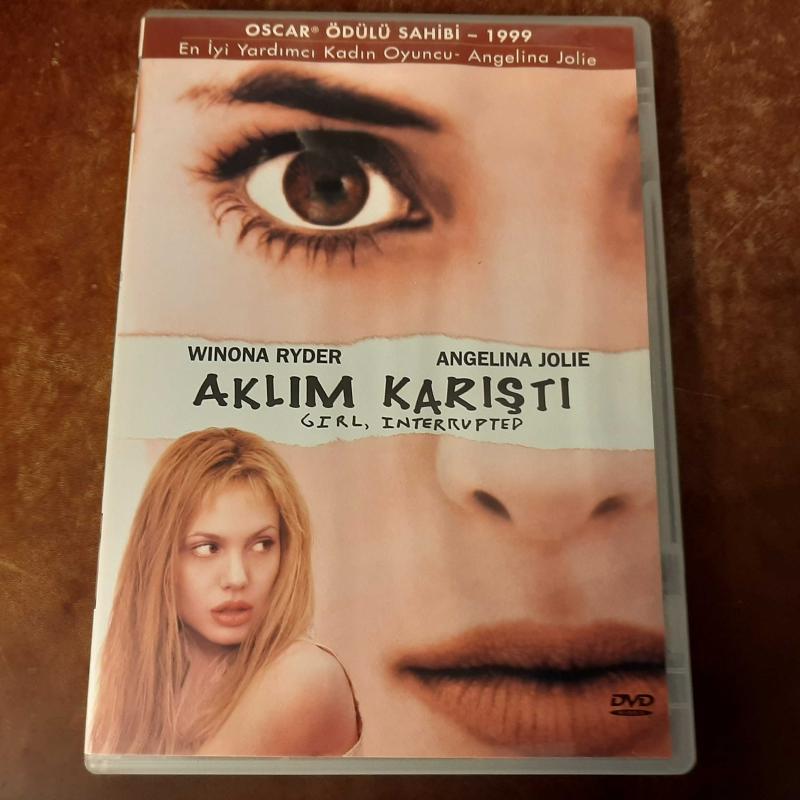 OSCAR® ÖDÜLÜ SAHİBİ – 1999
En İyi Yardımcı Kadın Oyuncu- Angelina Jolie
WINONA RYDER ANGELINA JOLIE
AKLIM KARIŞTI
GIRL, INTERRUPTED
DVD